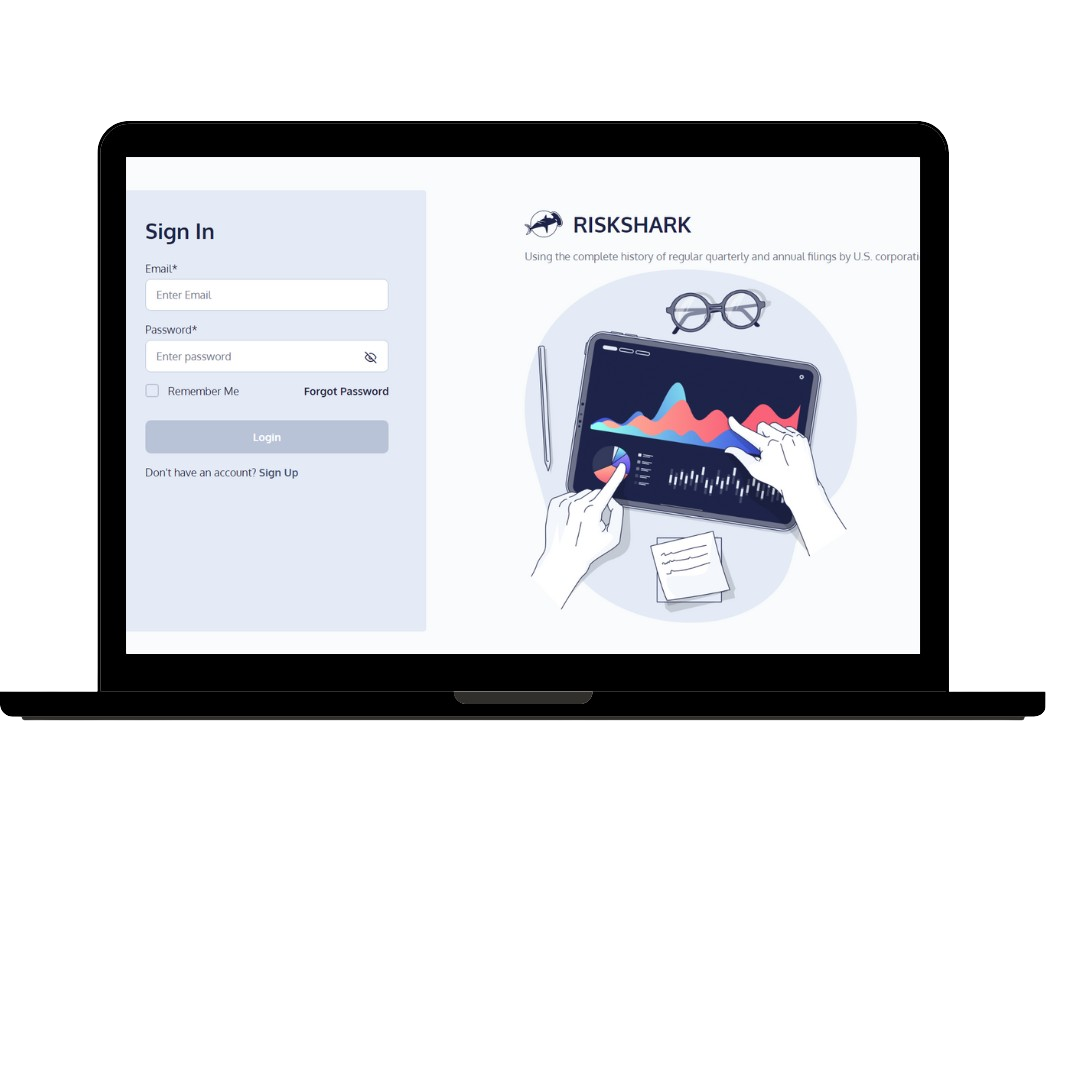 Sign In
Email*
Enter Email
Password*
Enter password
Remember Me
Forgot Password
Login
Don't have an account? Sign Up
RISKSHARK
Using the complete history of regular quarterly and annual filings by U.S. corporati